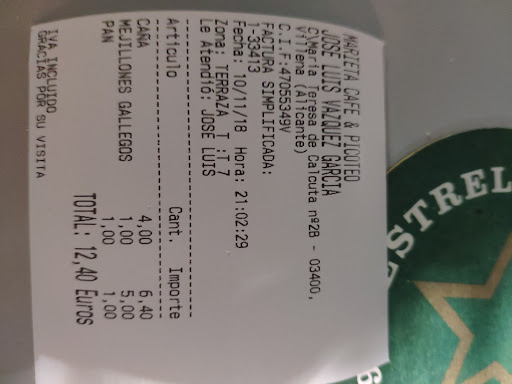 MARIETA CAFE & PICOTEO
JOSE LUIS VAZQUEZ GARCIA
C\María Teresa de Calcuta nº2B - 03400,
Villena (Alicante)
C.I.F:47055349V
FACTURA SIMPLIFICADA:
1-33413
Fecha: 10/11/18 Hora: 21:02:29
Zona: TERRAZA T :T.7
Le Atendió: JOSE LUIS
Artículo Cant. Importe
CAÑA 4,00 6,40
MEJILLONES GALLEGOS 1,00 5,00
PAN 1,00 1,00
TOTAL: 12,40 Euros
IVA INCLUIDO
GRACIAS POR SU VISITA
ESTREL